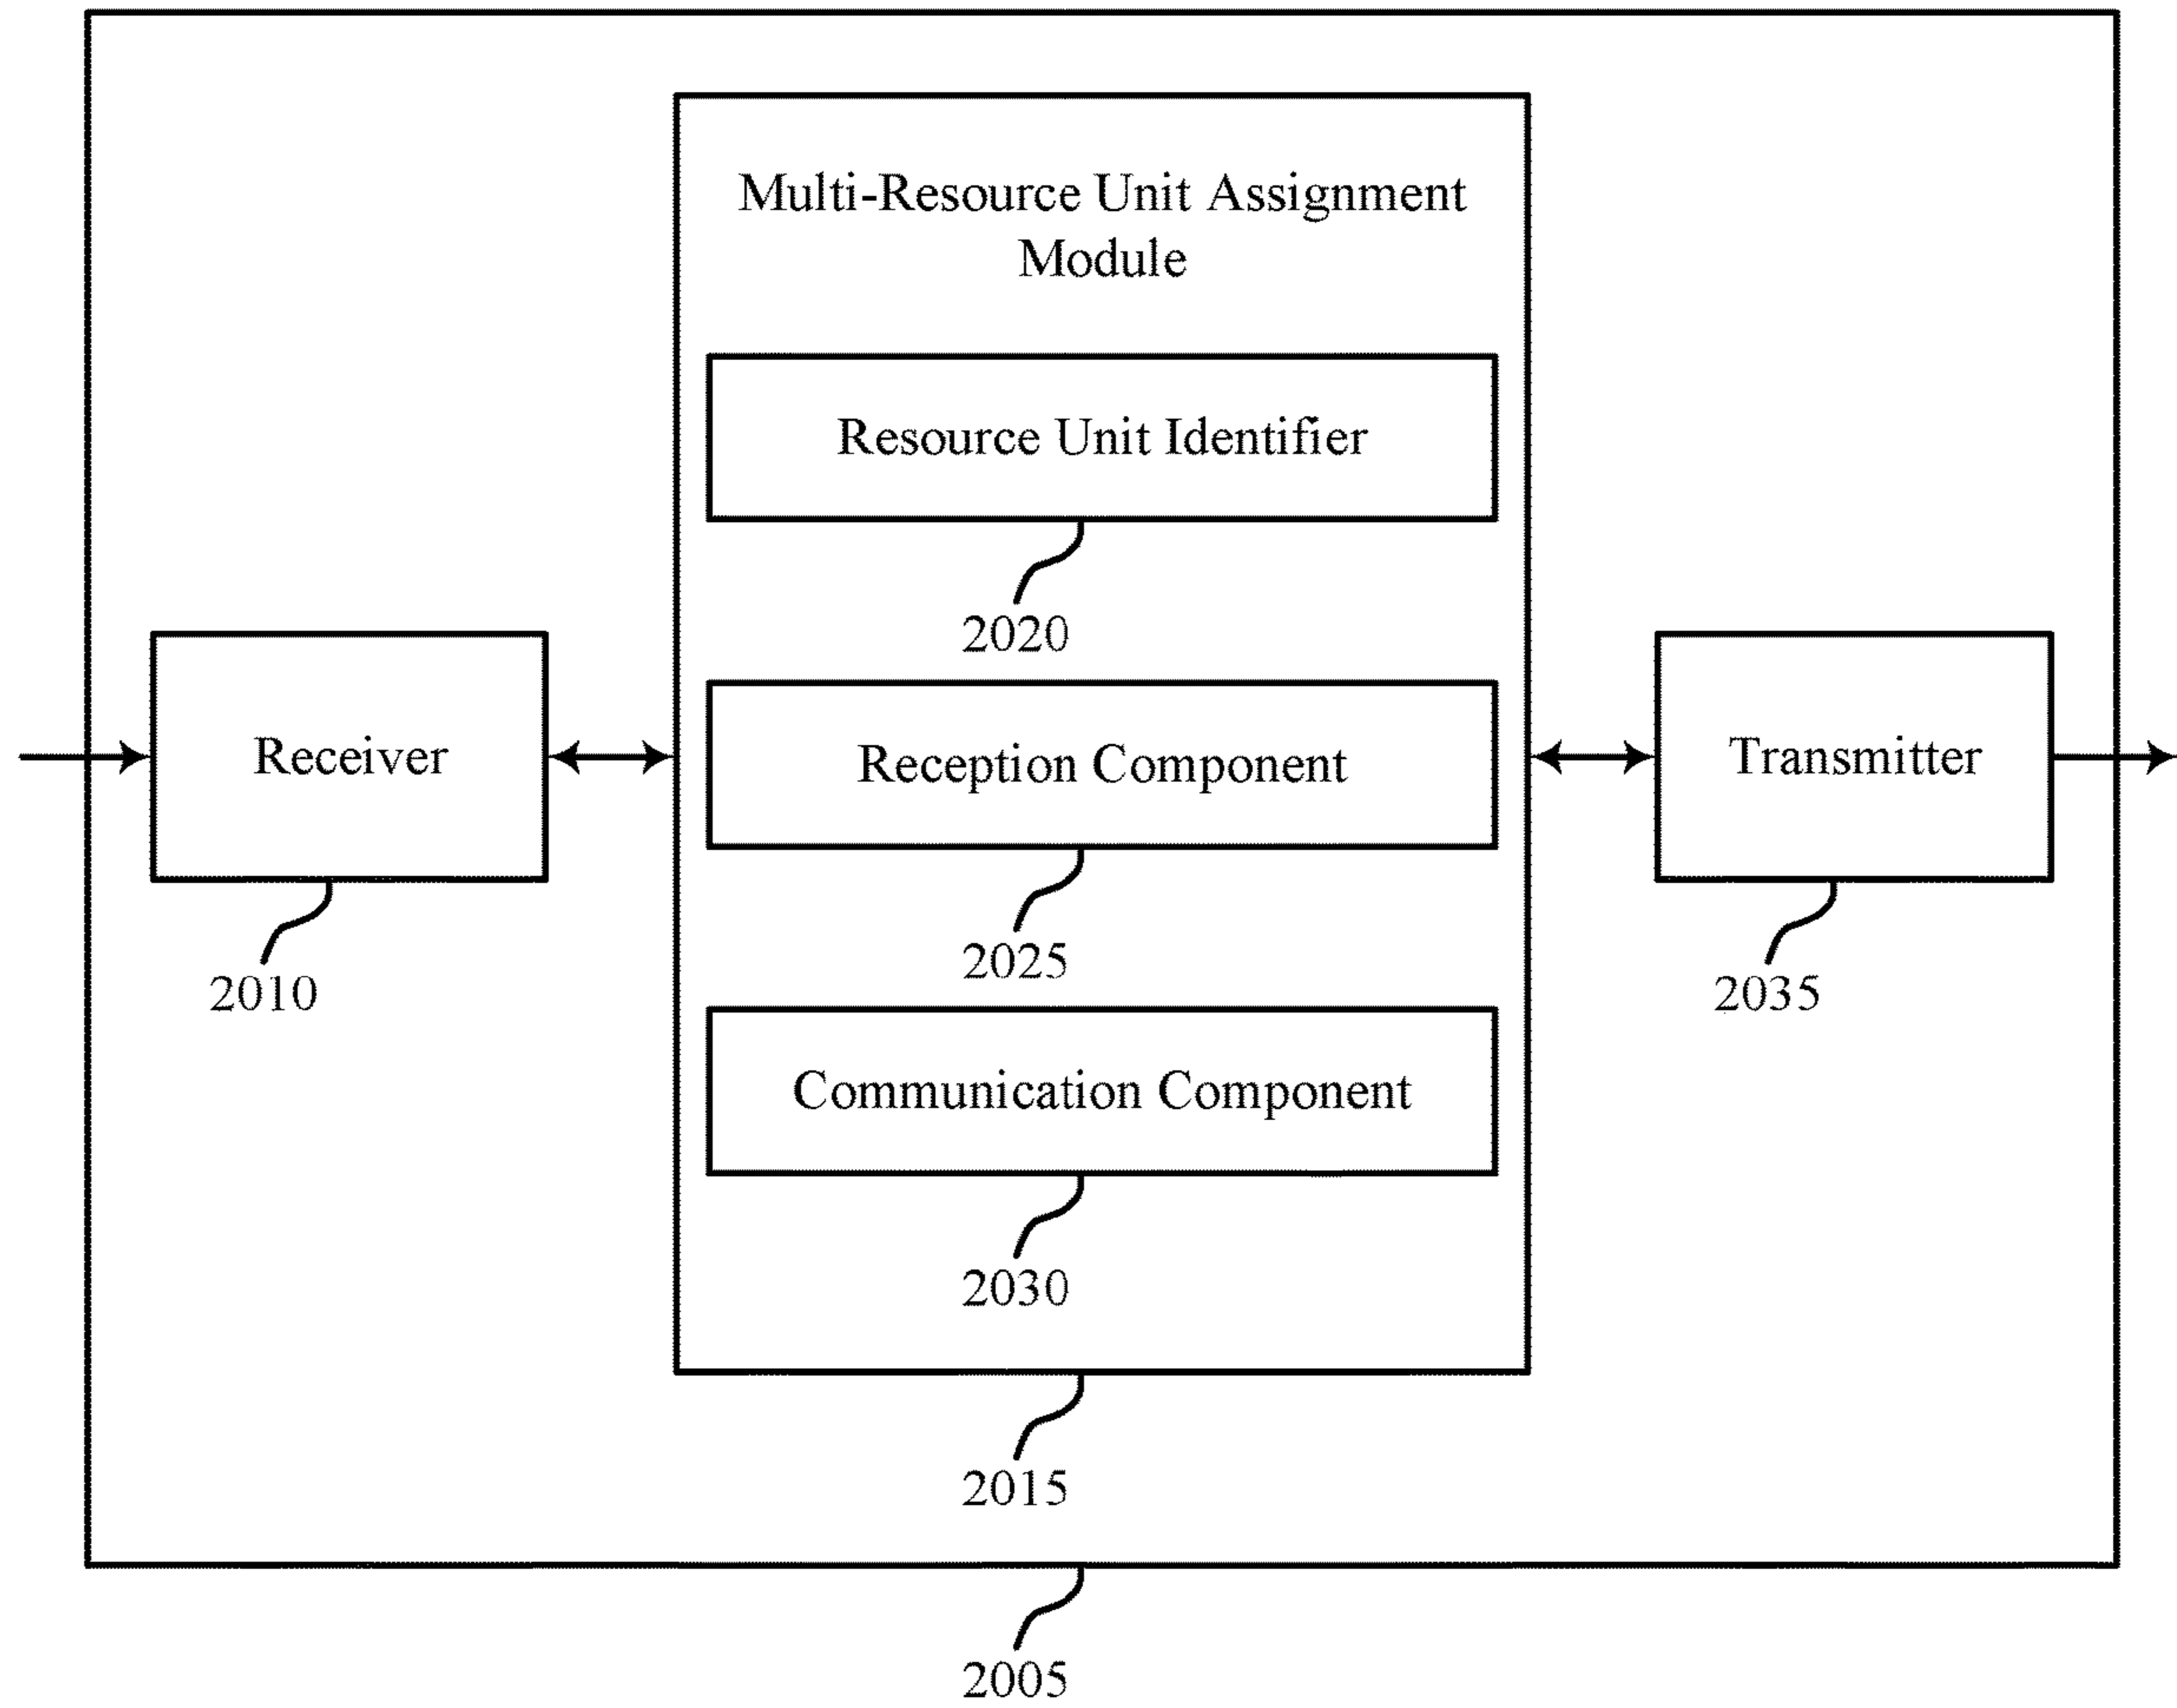 Multi-Resource Unit Assignment
Module
Resource Unit Identifier
2020
Receiver
2010
Reception Component
2025
Transmitter
2035
Communication Component
2030
2015
2005